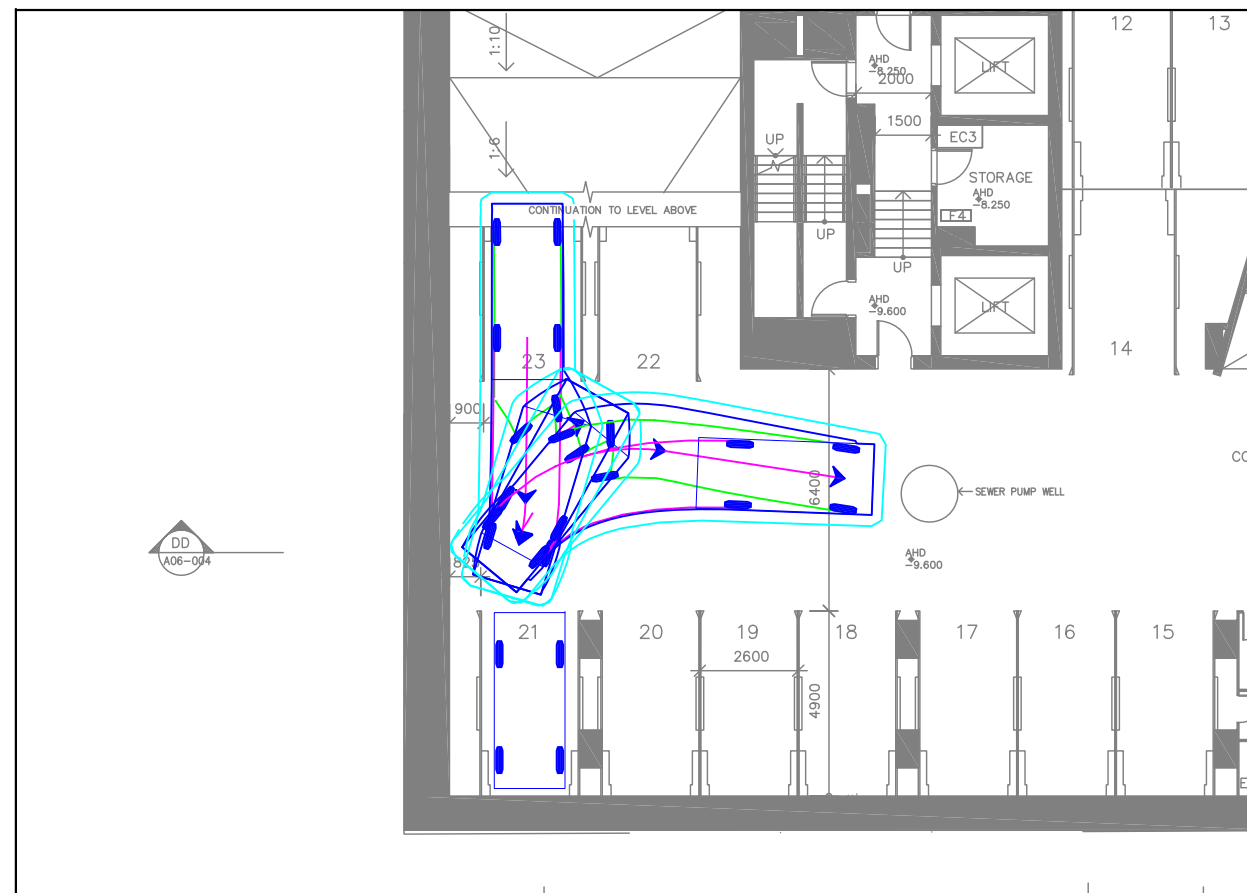 12
13
1:10
AHD
-8.250
LIFT
2000
1500
EC3
1:6
UP
STORAGE
AHD
-8.250
CONTINUATION TO LEVEL ABOVE
F4
UP
UP
AHD
-9.600
LIFT
23
22
14
900
6400
SEWER PUMP WELL
DD
A06-004
AHD
-9.600
21
20
19
18
17
16
15
2600
4900